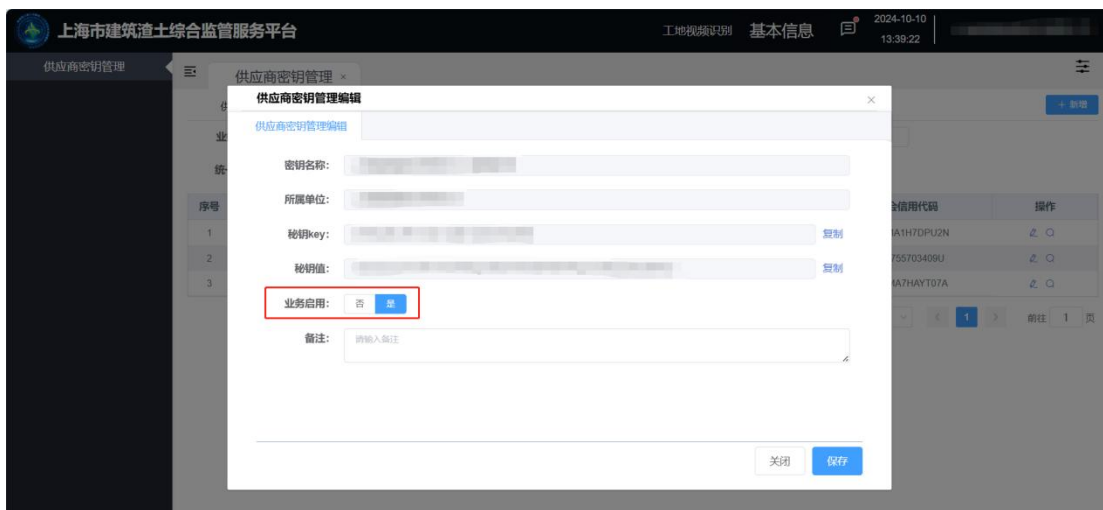 上海市建筑渣土综合监管服务平台
工地视频识别
基本信息
2024-10-10
13:39:22
供应商密钥管理
供应商密钥管理 ×
供应商密钥管理编辑
供应商密钥管理编辑
+ 新增
密钥名称:
所属单位:
秘钥key:
复制
秘钥值:
复制
业务启用:
否
是
备注:
请输入备注
关闭
保存
供
业
统一
序号
信用代码
操作
1
IA1H7DPU2N
2
755703409U
3
IA7HAYT07A
1
前往 1 页